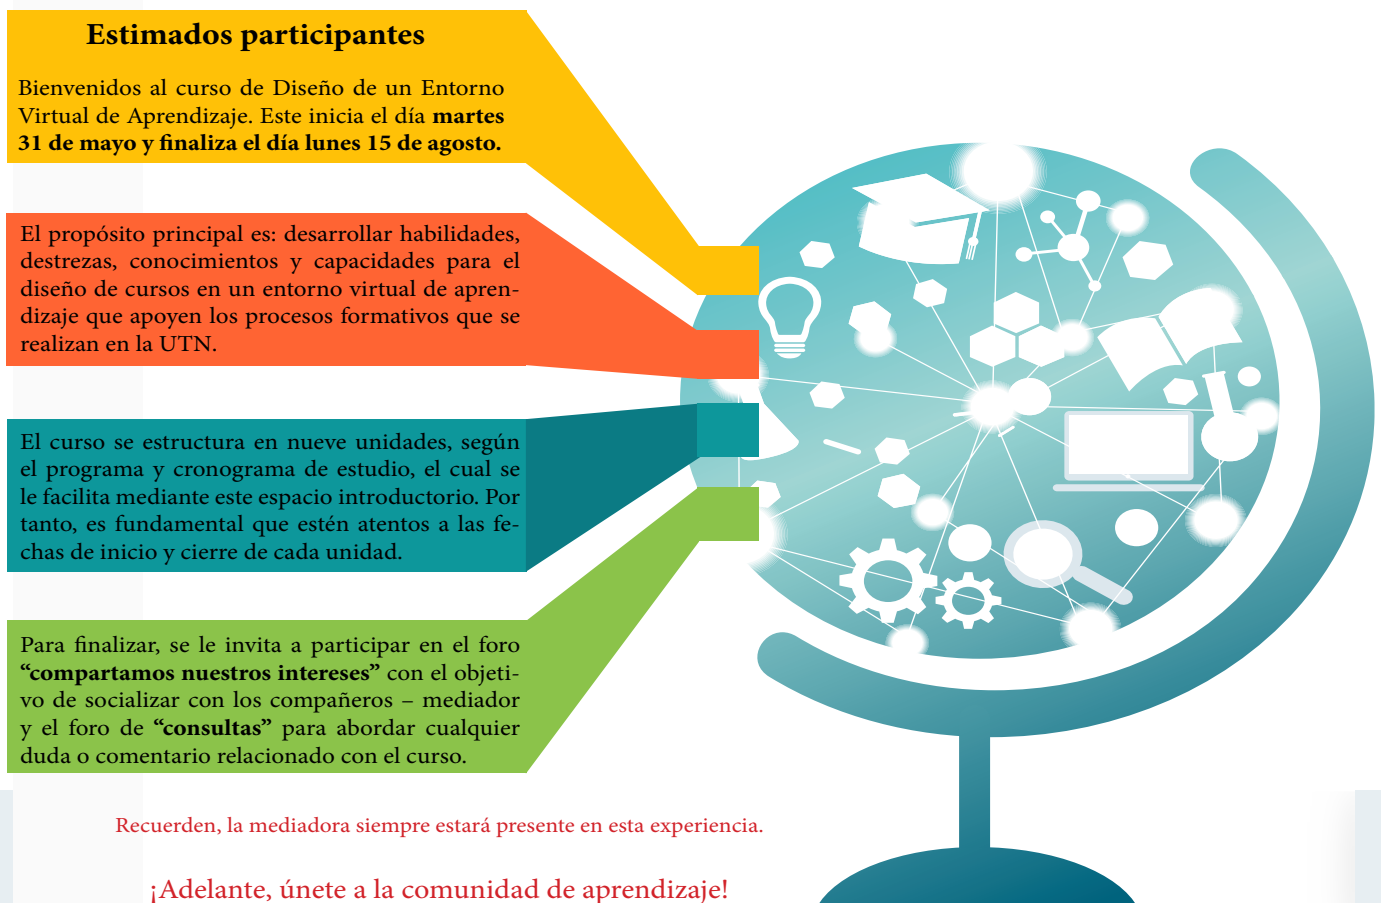 Estimados participantes
Bienvenidos al curso de Diseño de un Entorno
Virtual de Aprendizaje. Este inicia el día martes
31 de mayo y finaliza el día lunes 15 de agosto.
El propósito principal es: desarrollar habilidades,
destrezas, conocimientos y capacidades para el
diseño de cursos en un entorno virtual de apren-
dizaje que apoyen los procesos formativos que se
realizan en la UTN.
El curso se estructura en nueve unidades, según
el programa y cronograma de estudio, el cual se
le facilita mediante este espacio introductorio. Por
tanto, es fundamental que estén atentos a las fe-
chas de inicio y cierre de cada unidad.
Para finalizar, se le invita a participar en el foro
“compartamos nuestros intereses” con el objeti-
vo de socializar con los compañeros – mediador
y el foro de “consultas” para abordar cualquier
duda o comentario relacionado con el curso.
Recuerden, la mediadora siempre estará presente en esta experiencia.
¡Adelante, únete a la comunidad de aprendizaje!